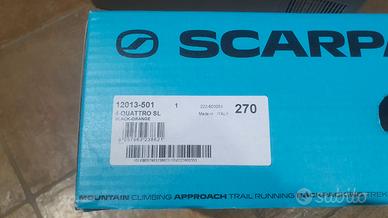 SCARPA
12013-501 1
4-QUATTRO SL
BLACK-ORANGE
Made in ITALY
270
MOUNTAIN CLIMBING APPROACH TRAIL RUNNING
TREK
subito